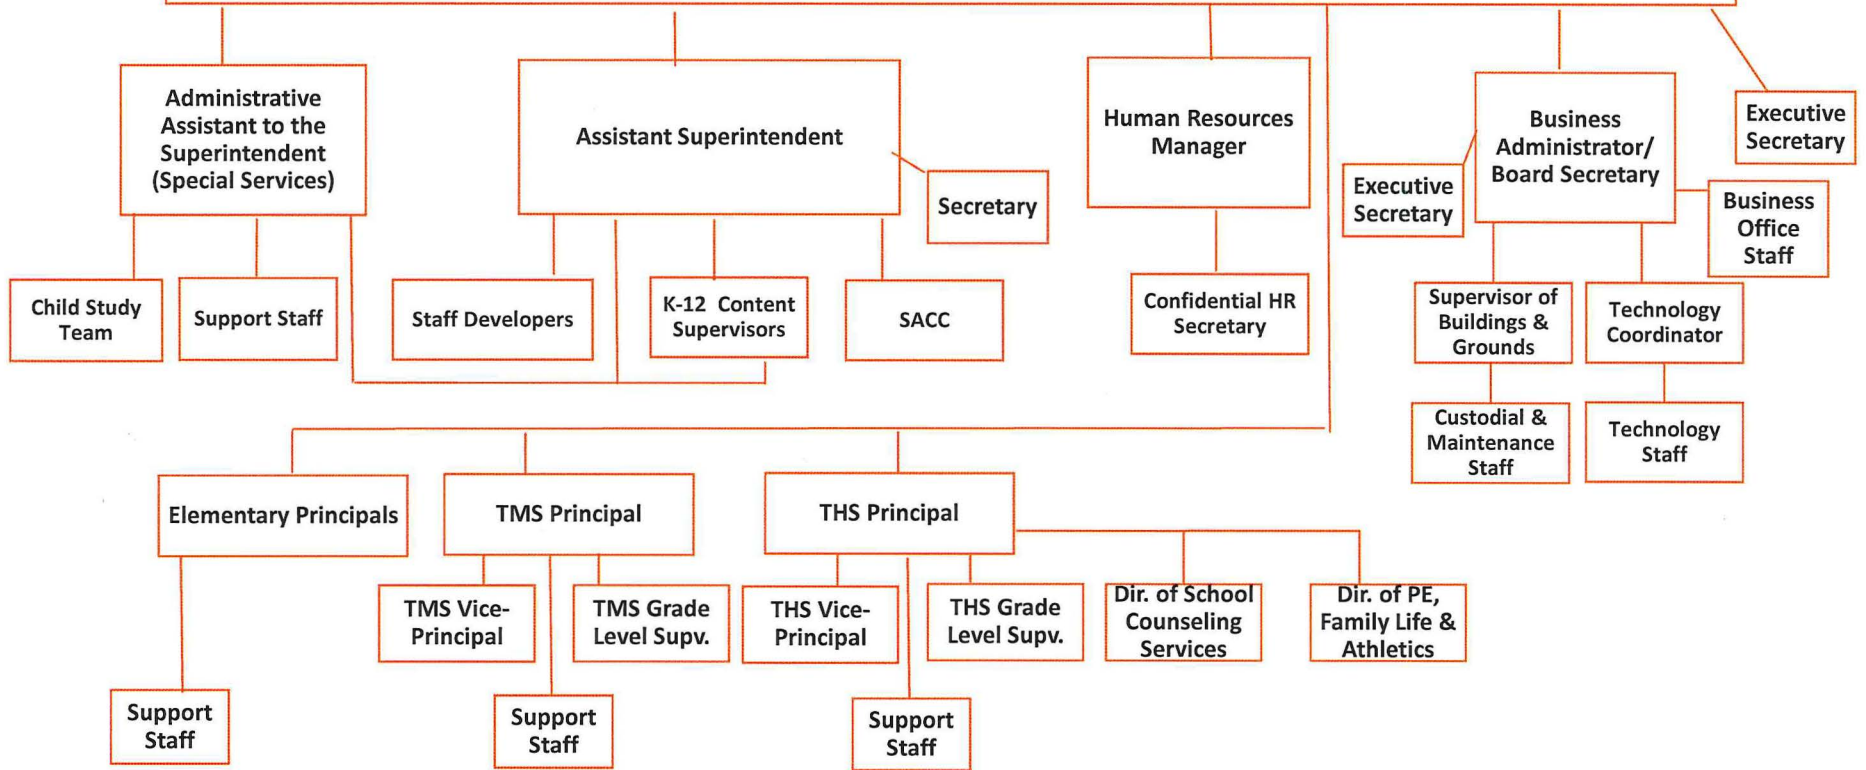 Administrative
Assistant to the
Superintendent
(Special Services)
Assistant Superintendent
Secretary
Human Resources
Manager
Business
Administrator/
Board Secretary
Executive
Secretary
Executive
Secretary
Business
Office
Staff
Child Study
Team
Support Staff
Staff Developers
K-12 Content
Supervisors
SACC
Confidential HR
Secretary
Supervisor of
Buildings &
Grounds
Technology
Coordinator
Custodial &
Maintenance
Staff
Technology
Staff
Elementary Principals
TMS Principal
THS Principal
TMS Vice-
Principal
TMS Grade
Level Supv.
THS Vice-
Principal
THS Grade
Level Supv.
Dir. of School
Counseling
Services
Dir. of PE,
Family Life &
Athletics
Support
Staff
Support
Staff
Support
Staff